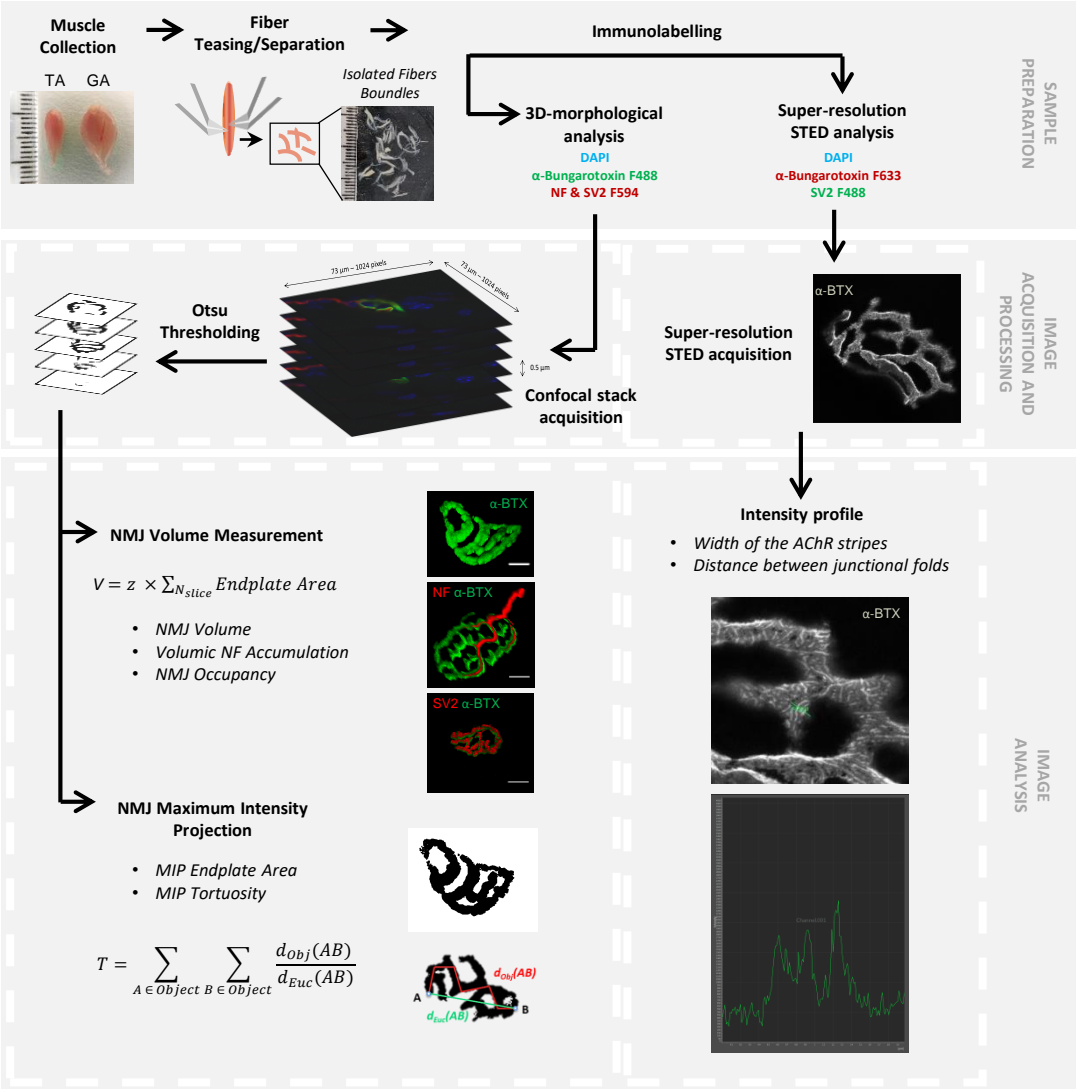 Muscle
Collection
TA GA
Fiber
Teasing/Separation
Isolated Fibers
Boundles
Immunolabelling
3D-morphological
analysis
DAPI
α-Bungarotoxin F488
NF & SV2 F594
Super-resolution
STED analysis
DAPI
α-Bungarotoxin F633
SV2 F488
SAMPLE
PREPARATION
Otsu
Thresholding
73 µm – 1024 pixels
73 µm – 1024 pixels
0.5 µm
Confocal stack
acquisition
Super-resolution
STED acquisition
α-BTX
IMAGE
ACQUISITION AND
PROCESSING
NMJ Volume Measurement
V = z × ∑N_slice Endplate Area
• NMJ Volume
• Volumic NF Accumulation
• NMJ Occupancy
α-BTX
NF α-BTX
SV2 α-BTX
NMJ Maximum Intensity
Projection
• MIP Endplate Area
• MIP Tortuosity
T = ∑A ∈ Object ∑B ∈ Object d_Obj(AB) / d_Euc(AB)
d_Obj(AB)
A
B
d_Euc(AB)
Intensity profile
• Width of the AChR stripes
• Distance between junctional folds
α-BTX
IMAGE
ANALYSIS